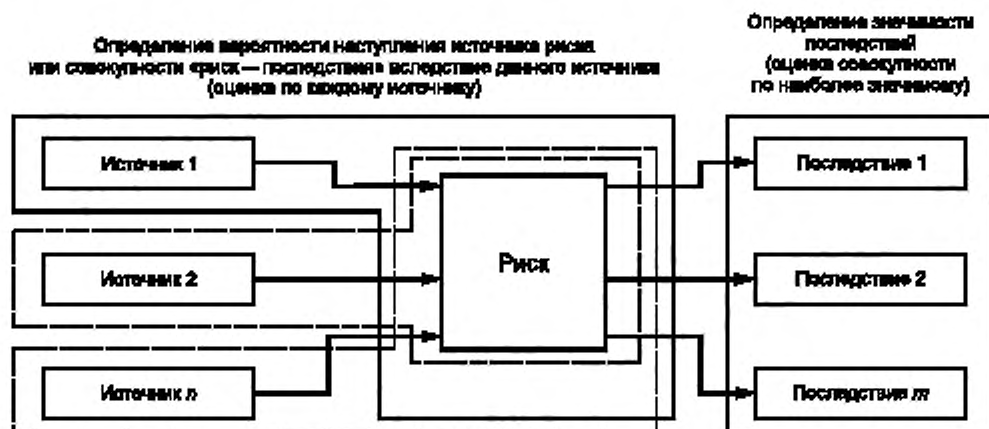 Определение вероятности наступления источника риска
или совокупности «риск — последствия» вследствие данного источника
(оценка по каждому источнику)
Определение значимости
последствий
(оценка совокупности
по наиболее значимому)
Источник 1
Последствие 1
Риск
Источник 2
Последствие 2
Источник n
Последствие m